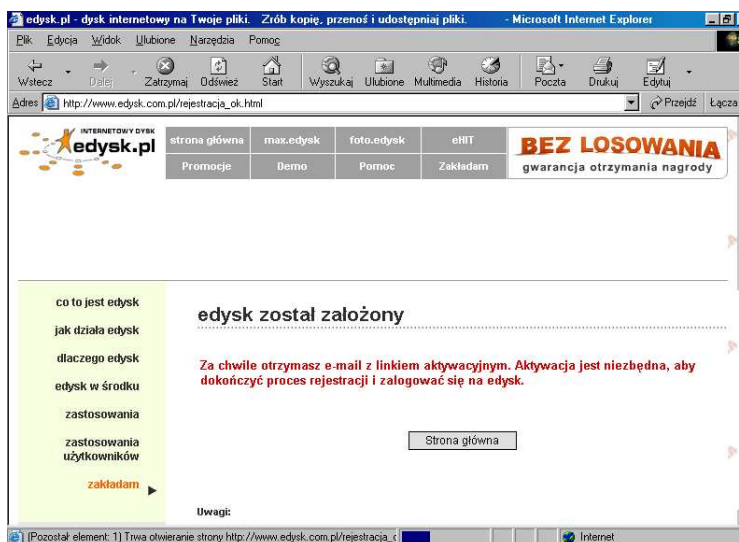 edysk.pl - dysk internetowy na Twoje pliki. Zrób kopię, przenoś i udostępniaj pliki. - Microsoft Internet Explorer
Plik Edycja Widok Ulubione Narzędzia Pomoc
Wstecz Dalej Zatrzymaj Odśwież Start Wyszukaj Ulubione Multimedia Historia Poczta Drukuj Edytuj
Adres http://www.edysk.com.pl/rejestracja_ok.html Przejdź Łącza
INTERNETOWY DYSK
edysk.pl
strona główna max.edysk foto.edysk eHIT
Promocje Demo Pomoc Zakładam
BEZ LOSOWANIA
gwarancja otrzymania nagrody
co to jest edysk
jak działa edysk
dlaczego edysk
edysk w środku
zastosowania
zastosowania
użytkowników
zakładam
edysk został założony
Za chwile otrzymasz e-mail z linkiem aktywacyjnym. Aktywacja jest niezbędna, aby
dokończyć proces rejestracji i zalogować się na edysk.
Strona główna
Uwagi:
(Pozostał element: 1) Trwa otwieranie strony http://www.edysk.com.pl/rejestracja_c Internet